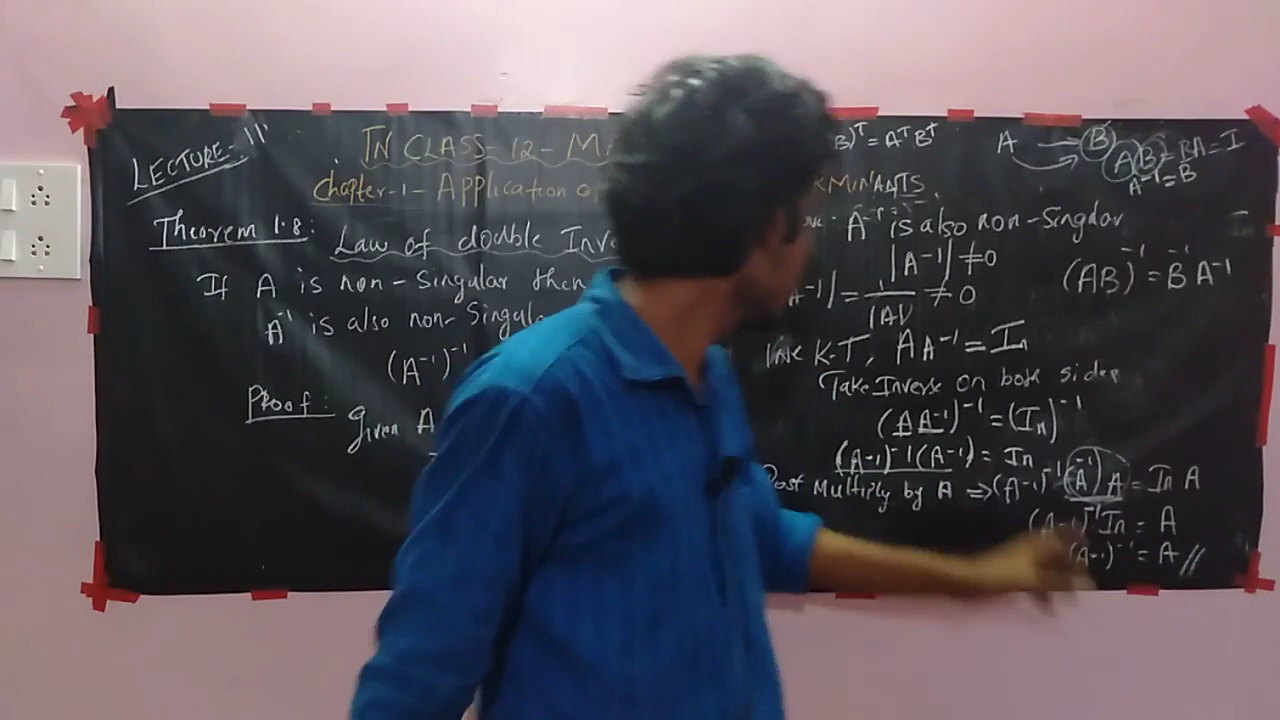 LECTURE-11
TN CLASS-12-M
Chapter-1-Application o
Theorem 1.8:
Law of double Inve
If A is non-Singular then
A⁻¹ is also non-Singula
(A⁻¹)⁻¹
Proof:
Given A
B)ᵀ=AᵀBᵀ
MINANTS.
A⁻¹ is also non-Singular
|A⁻¹|≠0
A⁻¹|=1/|A| ≠0
We K.T, AA⁻¹=In
Take Inverse on both sides
(AA⁻¹)⁻¹=(In)⁻¹
(A⁻¹)⁻¹(A⁻¹)=In
Post Multiply by A ⇒(A⁻¹)⁻¹(A⁻¹)A=In A
(A⁻¹)⁻¹In=A
(A⁻¹)⁻¹=A//
A → B
AB=BA=I
A⁻¹=B
(AB)⁻¹=B⁻¹A⁻¹